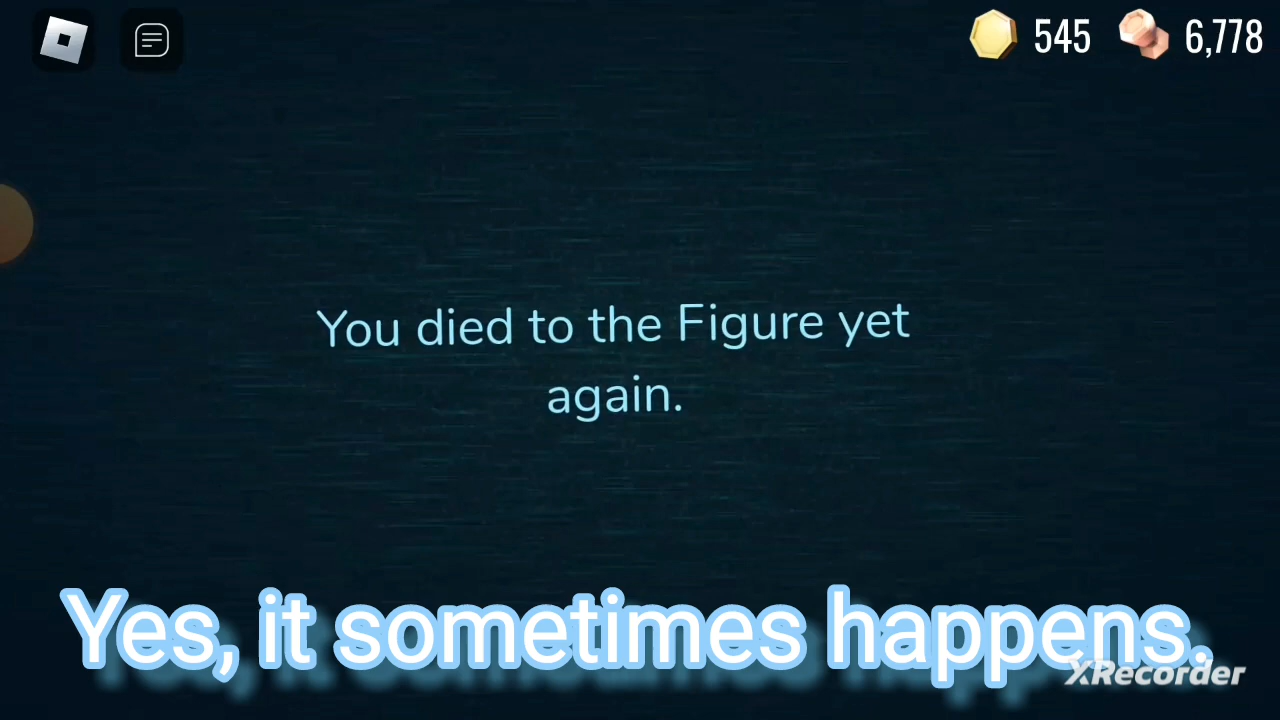 545 6,778
You died to the Figure yet
again.
Yes, it sometimes happens.
XRecorder